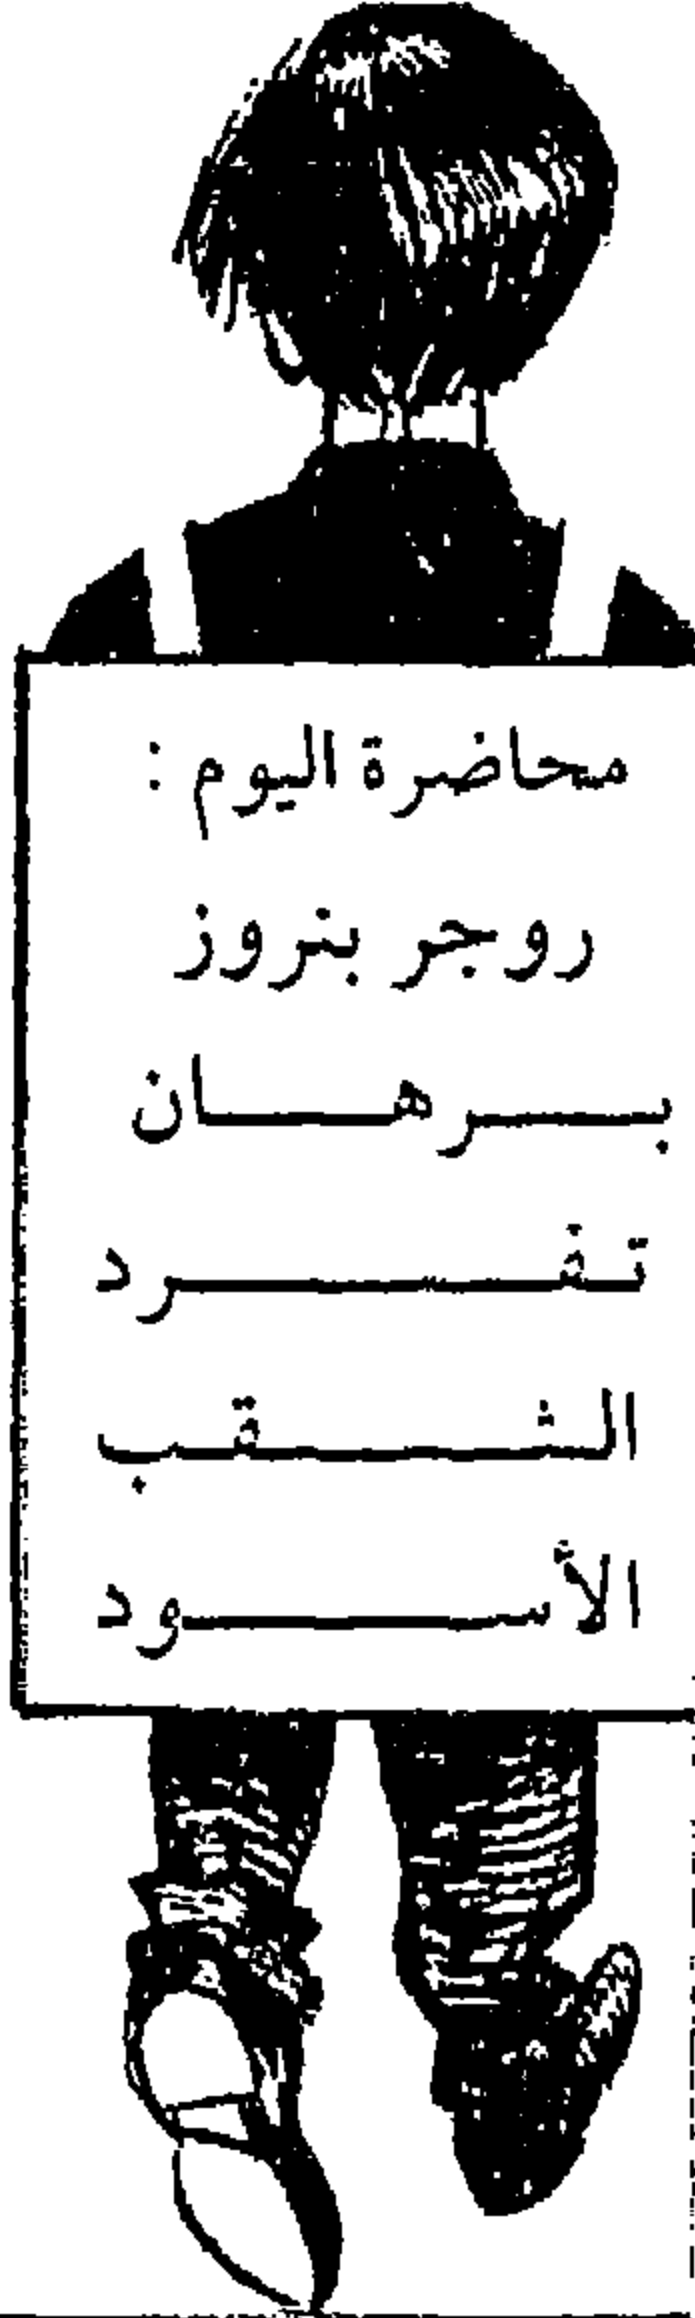 محاضرة اليوم :
روجر بنروز
برهان
تفرد
الثقب
الأسود